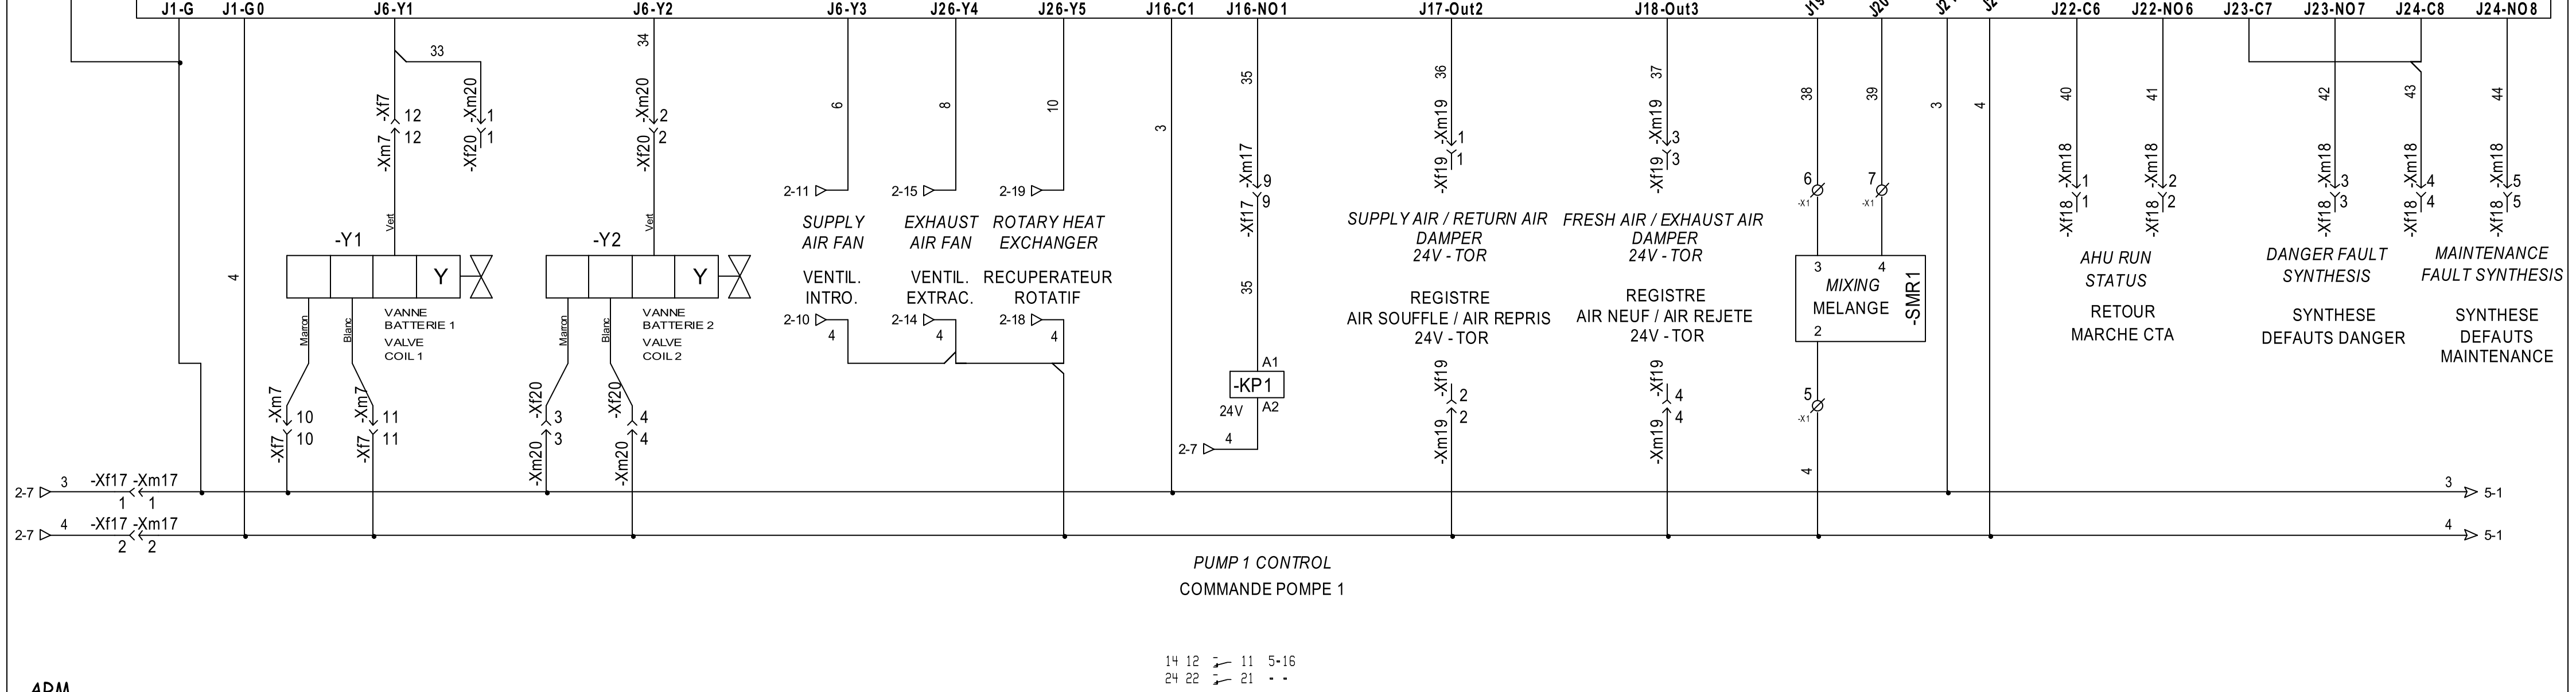 J1-G J1-G0 J6-Y1 J6-Y2 J6-Y3 J26-Y4 J26-Y5 J16-C1 J16-NO1 J17-Out2 J18-Out3 J22-C6 J22-NO6 J23-C7 J23-NO7 J24-C8 J24-NO8
33
34
35
36
37
38
39
3
4
40
41
42
43
44
6
8
10
3
4
-Xf7 12
-Xm7 12
-Xm20 1
-Xf20 1
-Xm20 2
-Xf20 2
-Xm17 9
-Xf17 9
-Xm19 1
-Xf19 1
-Xm19 3
-Xf19 3
6
-X1
7
-X1
-Xm18 1
-Xf18 1
-Xm18 2
-Xf18 2
-Xm18 3
-Xf18 3
-Xm18 4
-Xf18 4
-Xm18 5
-Xf18 5
2-11
2-15
2-19
Vert
Vert
-Y1
Y
-Y2
Y
Marron
Blanc
VANNE
BATTERIE 1
VALVE
COIL 1
Marron
Blanc
VANNE
BATTERIE 2
VALVE
COIL 2
SUPPLY
AIR FAN
VENTIL.
INTRO.
2-10
4
EXHAUST
AIR FAN
VENTIL.
EXTRAC.
2-14
4
ROTARY HEAT
EXCHANGER
RECUPERATEUR
ROTATIF
2-18
4
35
A1
-KP1
24V A2
4
2-7
SUPPLY AIR / RETURN AIR
DAMPER
24V - TOR
REGISTRE
AIR SOUFFLE / AIR REPRIS
24V - TOR
FRESH AIR / EXHAUST AIR
DAMPER
24V - TOR
REGISTRE
AIR NEUF / AIR REJETE
24V - TOR
3 4
MIXING
MELANGE
-SMR1
2
5
-X1
4
AHU RUN
STATUS
RETOUR
MARCHE CTA
DANGER FAULT
SYNTHESIS
SYNTHESE
DEFAUTS DANGER
MAINTENANCE
FAULT SYNTHESIS
SYNTHESE
DEFAUTS
MAINTENANCE
-Xm7 10
-Xf7 10
-Xm7 11
-Xf7 11
-Xf20 3
-Xm20 3
-Xf20 4
-Xm20 4
-Xf19 2
-Xm19 2
-Xf19 4
-Xm19 4
2-7 3 -Xf17 -Xm17
1 1
3 5-1
2-7 4 -Xf17 -Xm17
2 2
4 5-1
PUMP 1 CONTROL
COMMANDE POMPE 1
14 12 11 5-16
24 22 21 - -